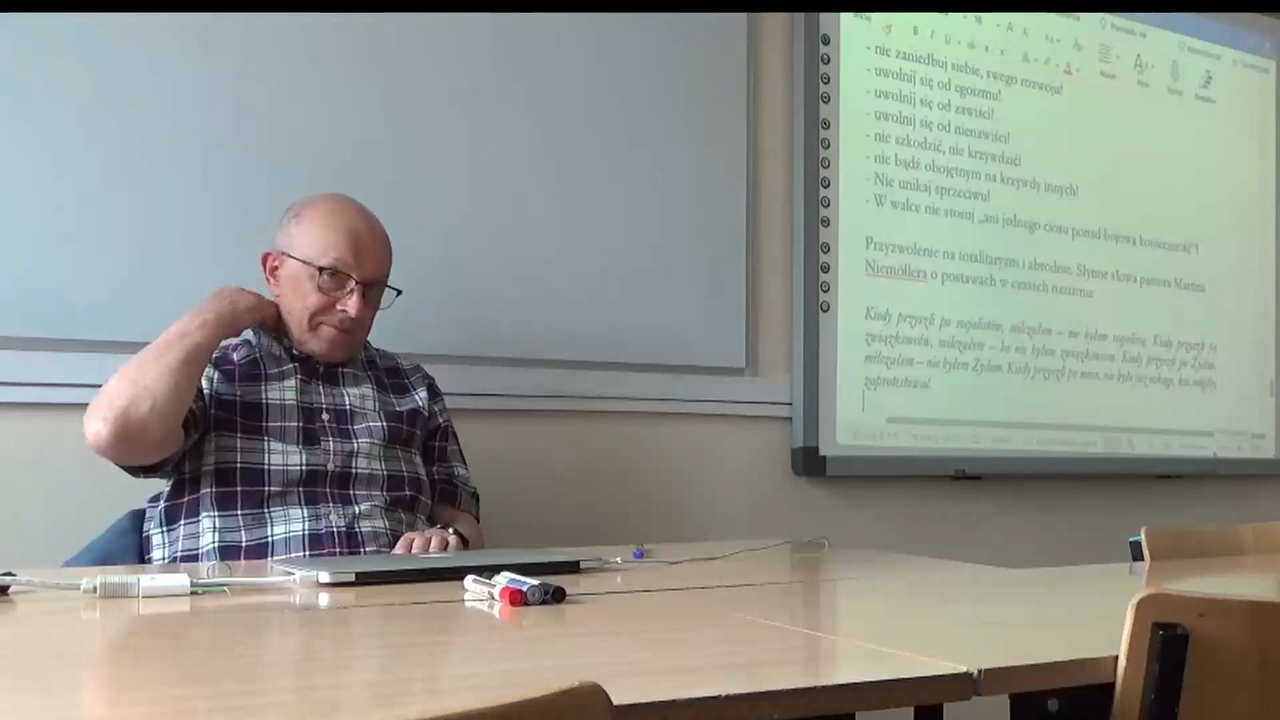 - nie zaniedbuj siebie, swego rozwoju!
- uwolnij się od egoizmu!
- uwolnij się od zawiści!
- uwolnij się od nienawiści!
- nie szkodzić, nie krzywdzić!
- nie bądź obojętnym na krzywdy innych!
- Nie unikaj sprzeciwu!
- W walce nie stosuj „ani jednego ciosu ponad bojową konieczność"!
Przyzwolenie na totalitaryzm i zbrodnie. Słynne słowa pastora Martina
Niemöllera o postawach w czasach nazizmu:
Kiedy przyszli po socjalistów, milczałem – nie byłem socjalistą. Kiedy przyszli po
związkowców, milczałem – bo nie byłem związkowcem. Kiedy przyszli po Żydów,
milczałem – nie byłem Żydem. Kiedy przyszli po mnie, nie było już nikogo, kto mógłby
zaprotestować.